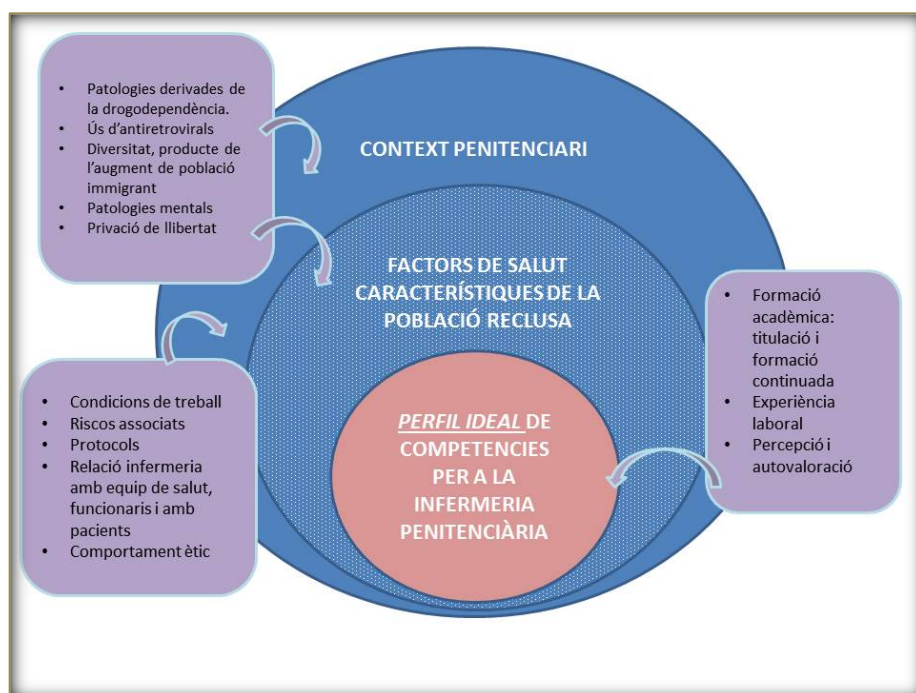 • Patologies derivades de
la drogodependència.
• Ús d'antiretrovirals
• Diversitat, producte de
l'augment de població
immigrant
• Patologies mentals
• Privació de llibertat
CONTEXT PENITENCIARI
FACTORS DE SALUT
CARACTERÍSTIQUES DE LA
POBLACIÓ RECLUSA
• Formació
acadèmica:
titulació i
formació
continuada
• Experiència
laboral
• Percepció i
autovaloració
• Condicions de treball
• Riscos associats
• Protocols
• Relació infermeria
amb equip de salut,
funcionaris i amb
pacients
• Comportament ètic
PERFIL IDEAL DE
COMPETENCIES
PER A LA
INFERMERIA
PENITENCIÀRIA